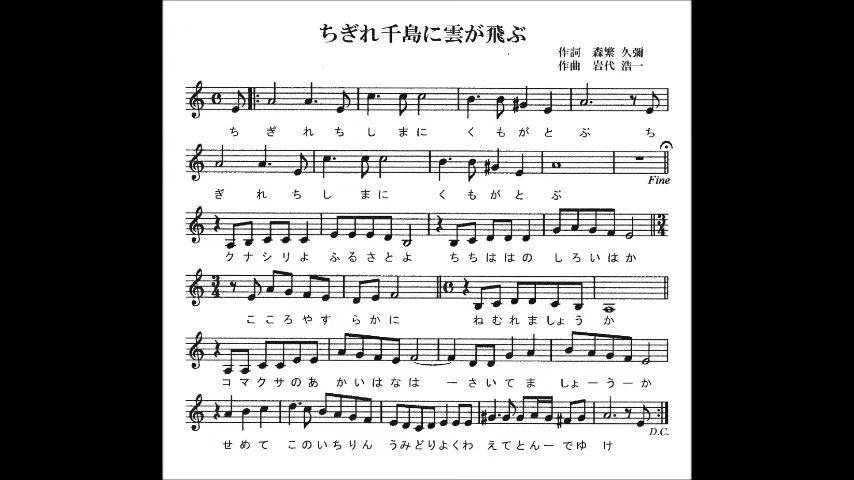 ちぎれ千島に雲が飛ぶ
作詞 森繁 久彌
作曲 岩代 浩一
ち ぎ れ ち し ま に く も が と ぶ ち
ぎ れ ち し ま に く も が と ぶ
Fine
クナシリよ ふるさとよ ちちははの しろいはか
こころやす らかに ねむれましょうか
コマクサのあ かいはなは ーさいてま しょーうーか
せめて このいちりん うみどりよくわ えてとんーでゆ け
D.C.